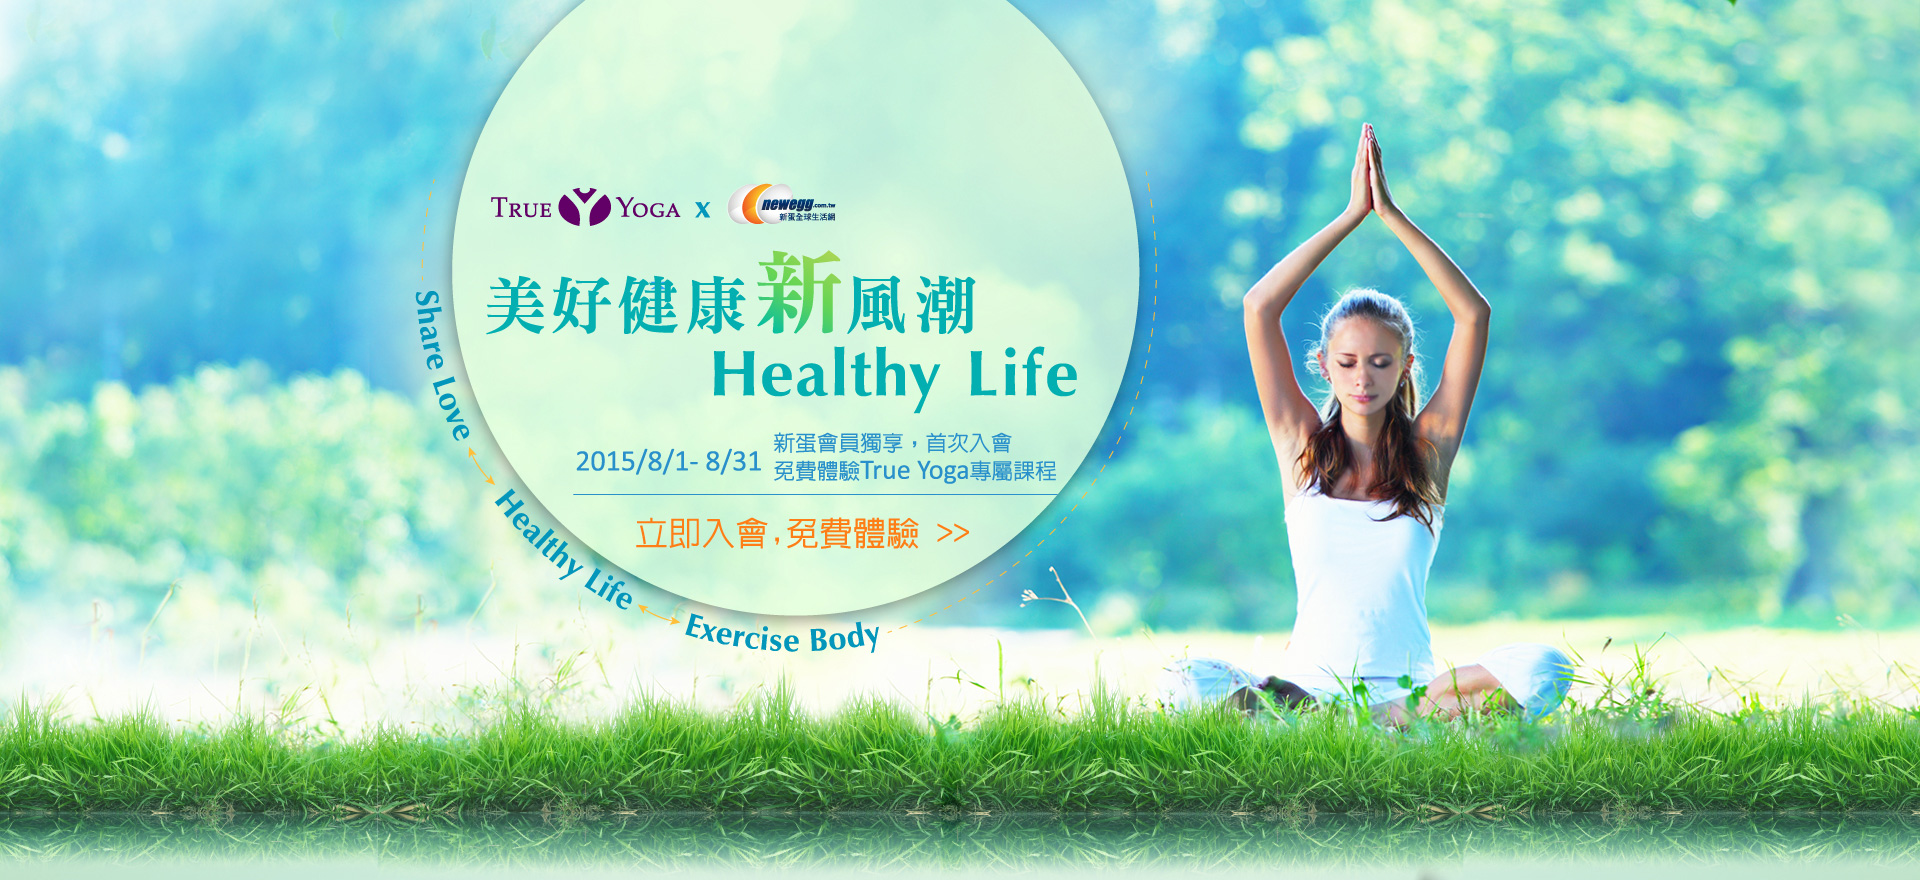 TRUE YOGA x newegg.com.tw
新蛋全球生活網
美好健康新風潮
Healthy Life
2015/8/1- 8/31
新蛋會員獨享，首次入會
免費體驗True Yoga專屬課程
立即入會，免費體驗 >>
Share Love
Healthy Life
Exercise Body